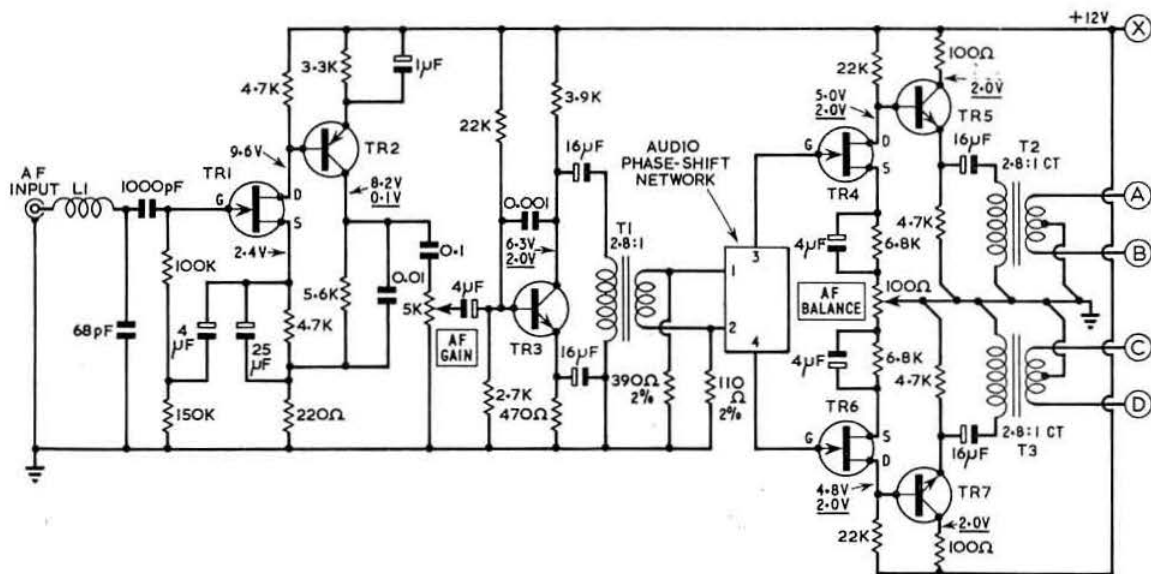 +12V
X
100Ω
3·3K
1µF
4·7K
22K
2·0V
3·9K
5·0V
2·0V
TR5
22K
16µF
AUDIO
PHASE-SHIFT
NETWORK
G
D
S
TR4
16µF
T2
2·8:1 CT
A
B
AF
INPUT
L1
1000pF
TR1
9·6V
TR2
G
D
S
8·2V
0·1V
2·4V
0·001
6·3V
2·0V
T1
2·8:1
3
1
2
4
4µF
6·8K
4·7K
100Ω
AF
BALANCE
100K
0·1
5·6K
0·01
5K
4µF
AF
GAIN
TR3
68pF
4
µF
25
µF
4·7K
16µF
4µF
6·8K
4·7K
C
D
150K
220Ω
2·7K
470Ω
390Ω
2%
110
Ω
2%
TR6
G
S
D
16µF
2·8:1 CT
T3
4·8V
2·0V
TR7
22K
2·0V
100Ω